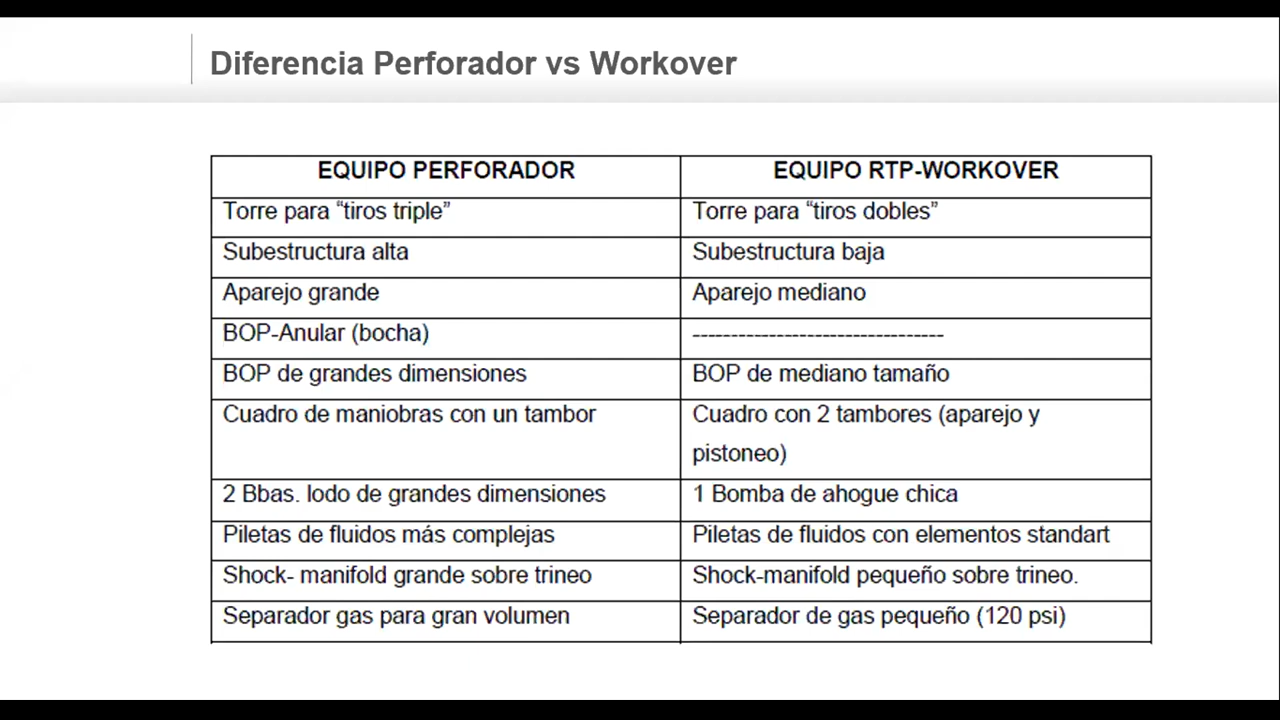 Diferencia Perforador vs Workover
EQUIPO PERFORADOR
EQUIPO RTP-WORKOVER
Torre para “tiros triple”
Torre para “tiros dobles”
Subestructura alta
Subestructura baja
Aparejo grande
Aparejo mediano
BOP-Anular (bocha)
---------------------------------
BOP de grandes dimensiones
BOP de mediano tamaño
Cuadro de maniobras con un tambor
Cuadro con 2 tambores (aparejo y
pistoneo)
2 Bbas. lodo de grandes dimensiones
1 Bomba de ahogue chica
Piletas de fluidos más complejas
Piletas de fluidos con elementos standart
Shock- manifold grande sobre trineo
Shock-manifold pequeño sobre trineo.
Separador gas para gran volumen
Separador de gas pequeño (120 psi)